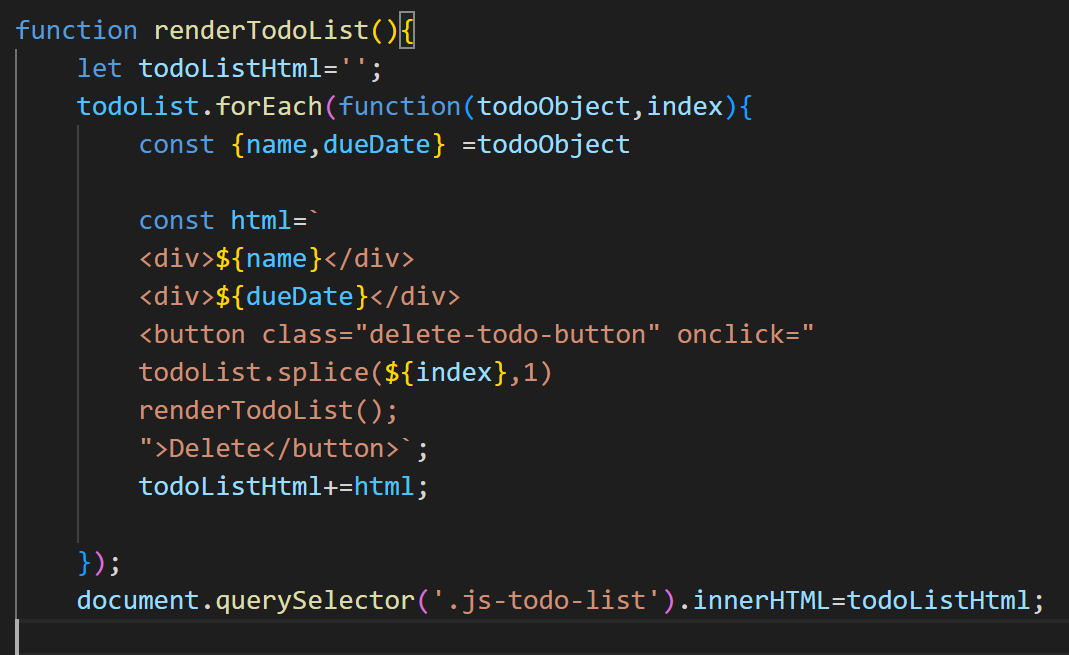 function renderTodoList(){
let todoListHtml='';
todoList.forEach(function(todoObject,index){
const {name,dueDate} =todoObject
const html=`
<div>${name}</div>
<div>${dueDate}</div>
<button class="delete-todo-button" onclick="
todoList.splice(${index},1)
renderTodoList();
">Delete</button>`;
todoListHtml+=html;
});
document.querySelector('.js-todo-list').innerHTML=todoListHtml;